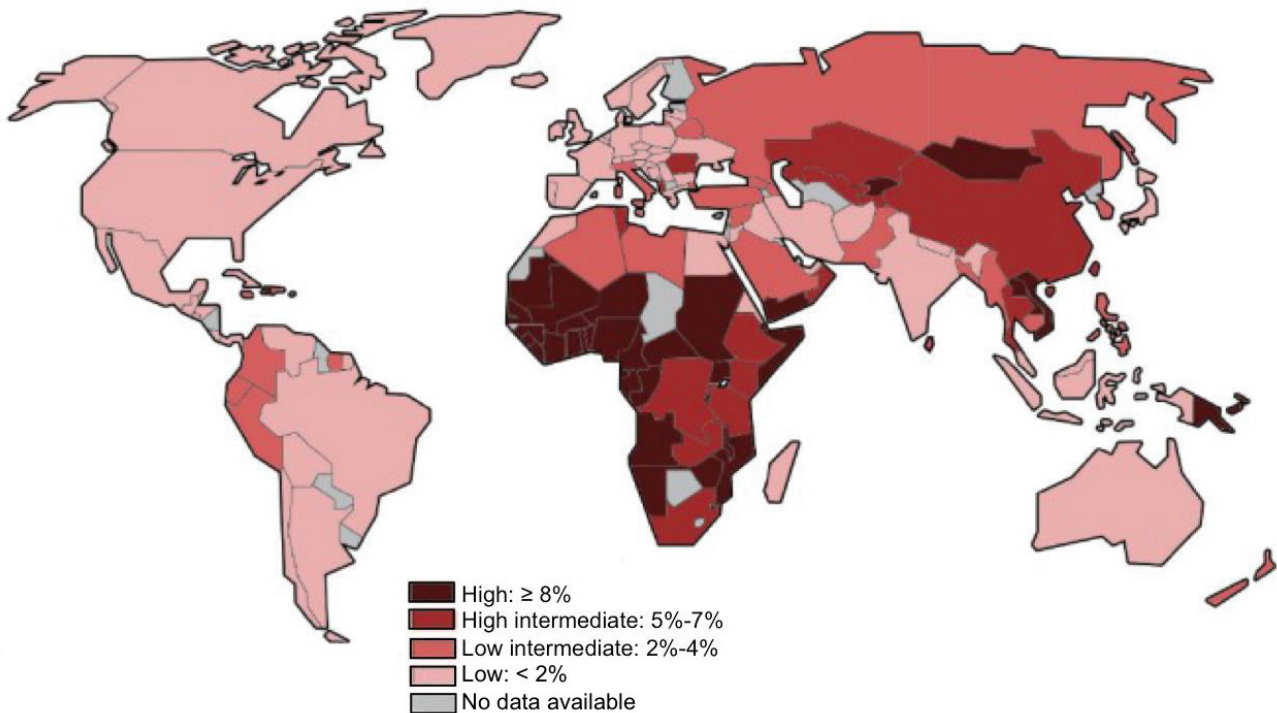 High: ≥ 8%
High intermediate: 5%-7%
Low intermediate: 2%-4%
Low: < 2%
No data available